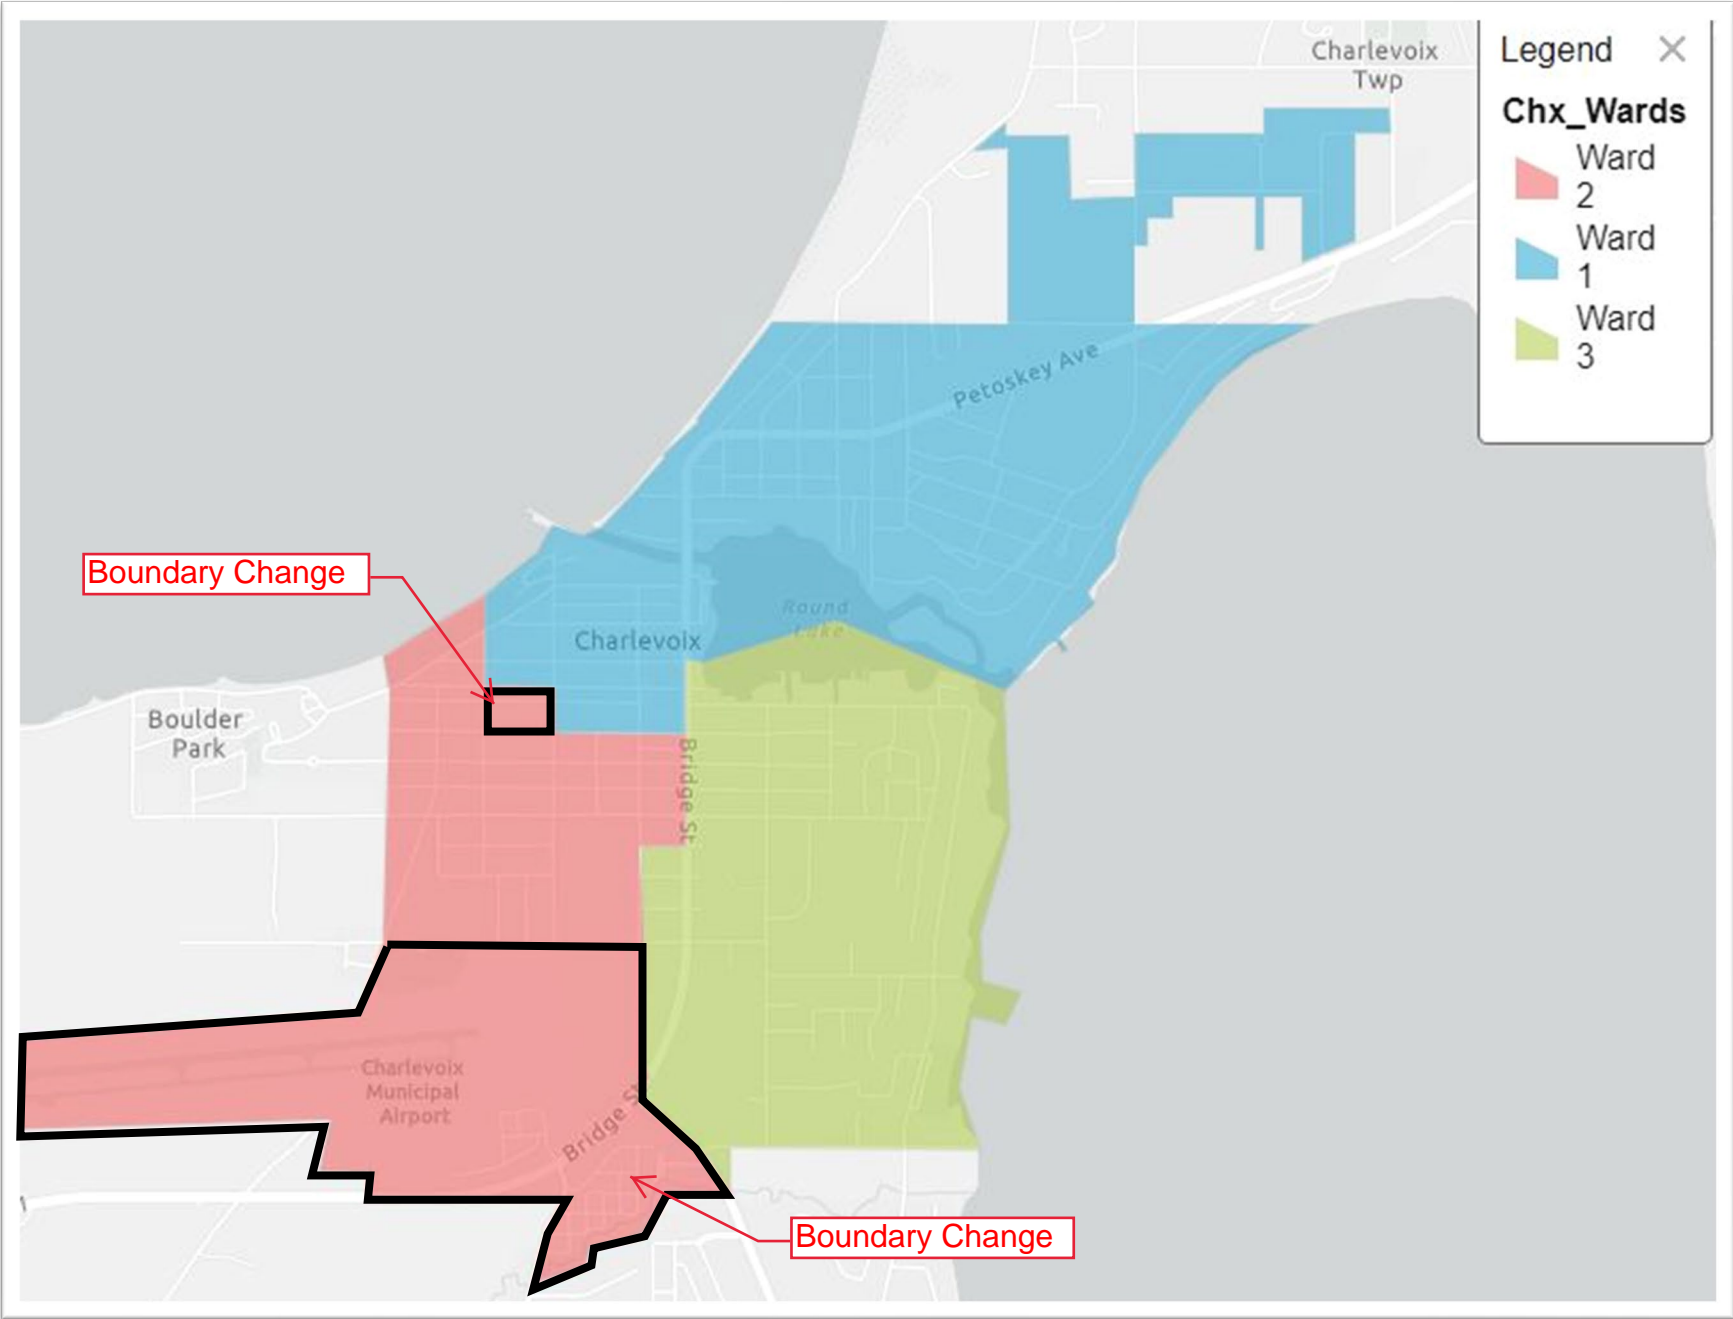 Charlevoix
Twp
Legend
Chx_Wards
Ward
2
Ward
1
Ward
3
Petoskey Ave
Boundary Change
Round
Lake
Charlevoix
Boulder
Park
Bridge St
Charlevoix
Municipal
Airport
Bridge St
Boundary Change